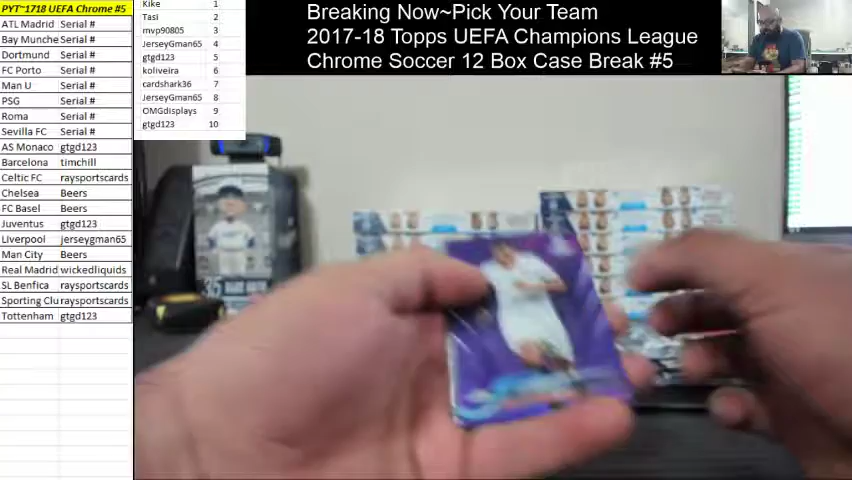 PYT~1718 UEFA Chrome #5
ATL Madrid Serial #
Bay Munche Serial #
Dortmund Serial #
FC Porto Serial #
Man U Serial #
PSG Serial #
Roma Serial #
Sevilla FC Serial #
AS Monaco gtgd123
Barcelona timchill
Celtic FC raysportscards
Chelsea Beers
FC Basel Beers
Juventus gtgd123
Liverpool jerseygman65
Man City Beers
Real Madrid wickedliquids
SL Benfica raysportscards
Sporting Clu raysportscards
Tottenham gtgd123
Kike 1
Tasi 2
mvp90805 3
JerseyGman65 4
gtgd123 5
koliveira 6
cardshark36 7
JerseyGman65 8
OMGdisplays 9
gtgd123 10
Breaking Now~Pick Your Team
2017-18 Topps UEFA Champions League
Chrome Soccer 12 Box Case Break #5
35